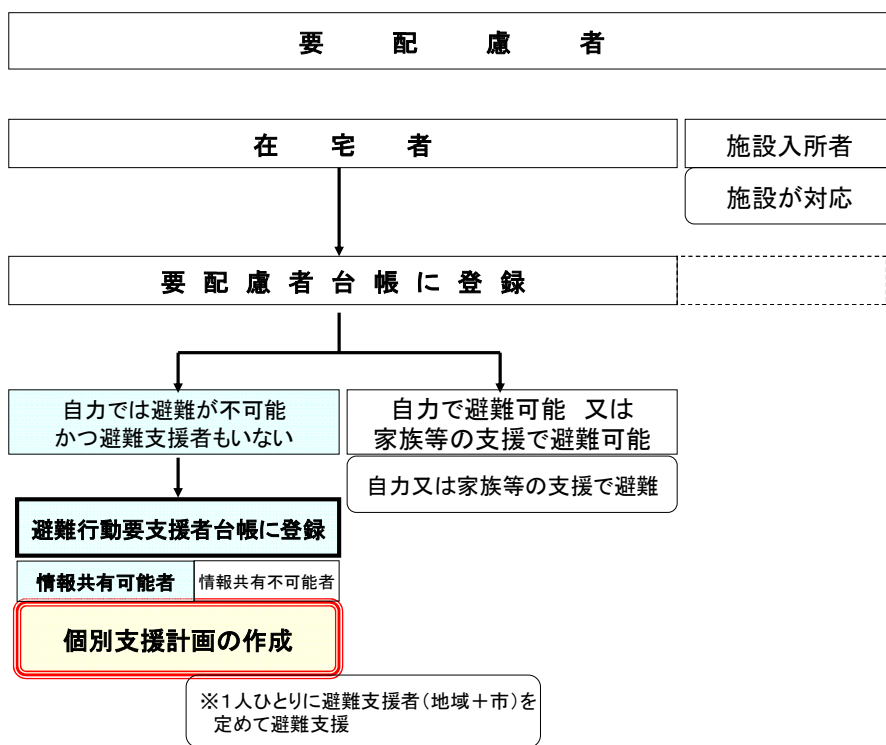 要配慮者
在宅者
施設入所者
施設が対応
要配慮者台帳に登録
自力では避難が不可能
かつ避難支援者もいない
自力で避難可能 又は
家族等の支援で避難可能
自力又は家族等の支援で避難
避難行動要支援者台帳に登録
情報共有可能者
情報共有不可能者
個別支援計画の作成
※1人ひとりに避難支援者(地域+市)を
定めて避難支援